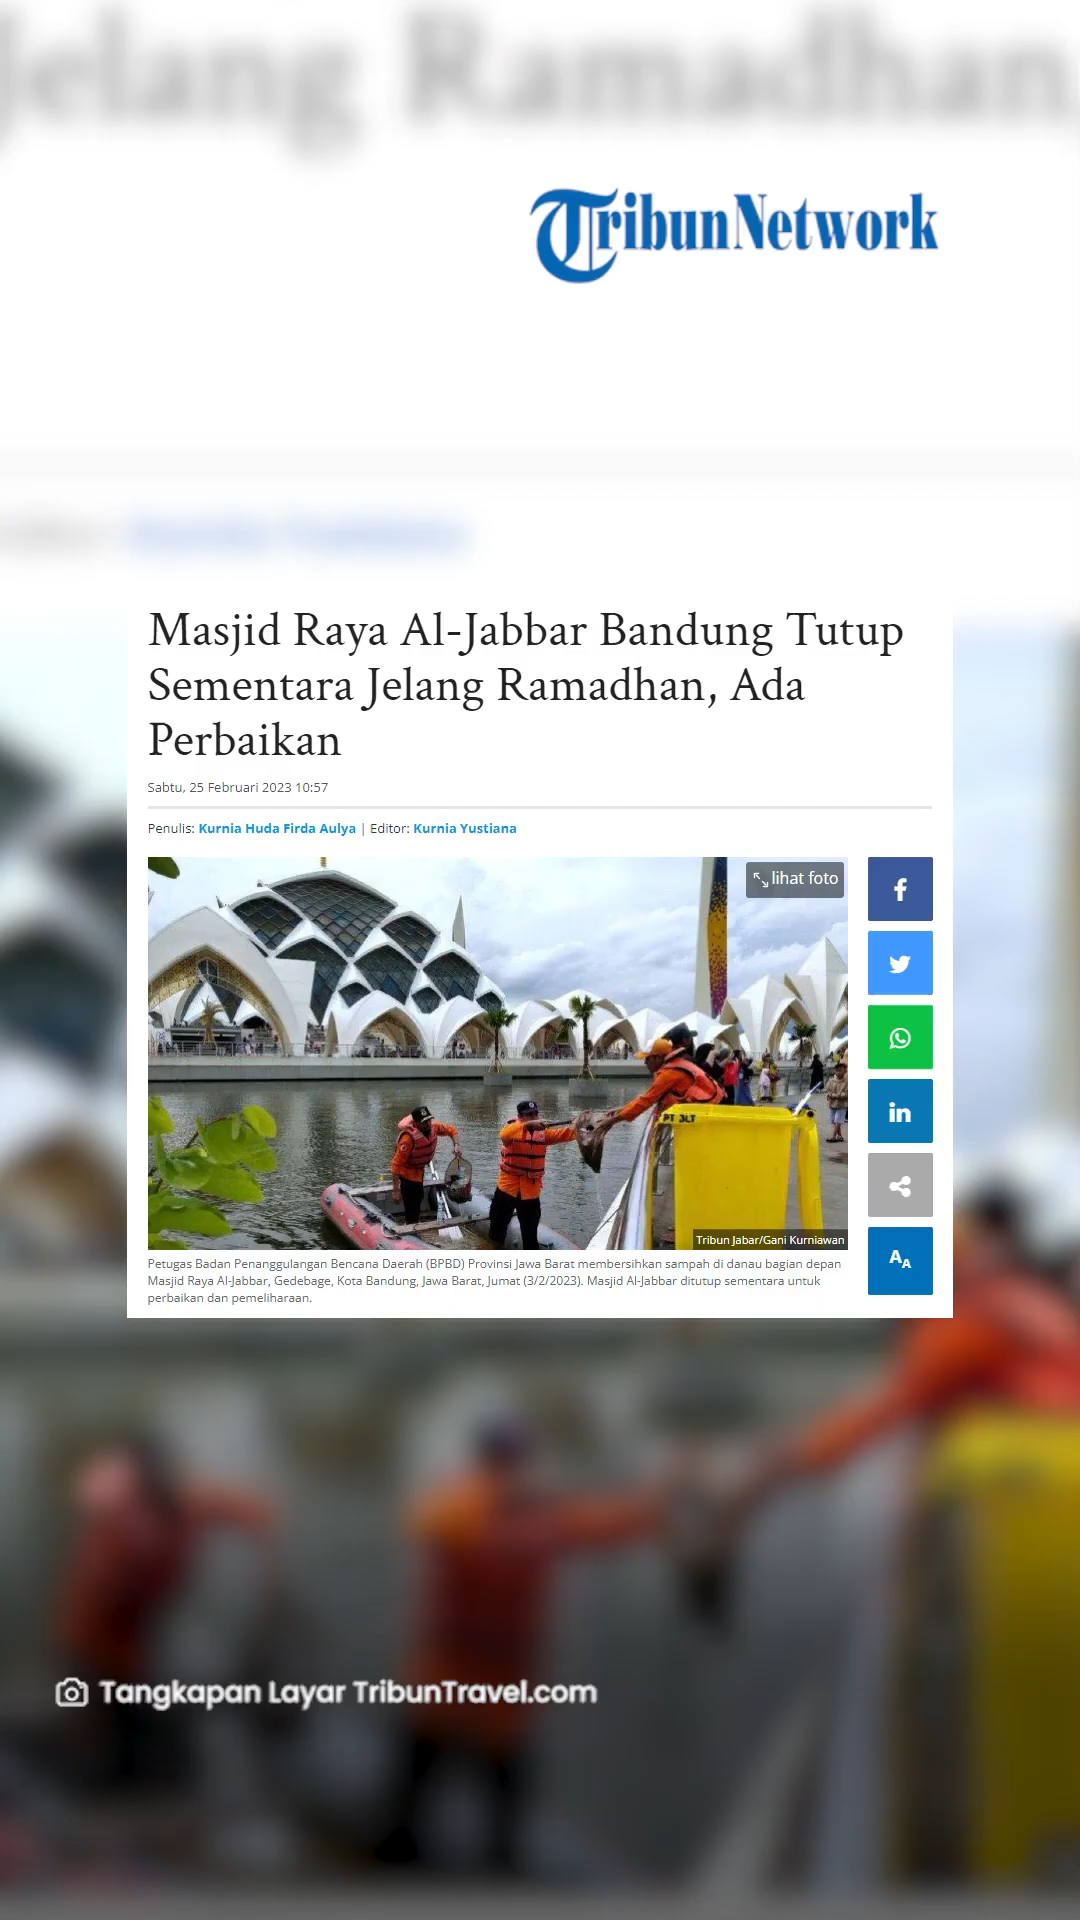 Jelang Ramadhan,
TribunNetwork
Masjid Raya Al-Jabbar Bandung Tutup
Sementara Jelang Ramadhan, Ada
Perbaikan
Sabtu, 25 Februari 2023 10:57
Penulis: Kurnia Huda Firda Aulya | Editor: Kurnia Yustiana
lihat foto
PT 3LT
Tribun Jabar/Gani Kurniawan
AA
Petugas Badan Penanggulangan Bencana Daerah (BPBD) Provinsi Jawa Barat membersihkan sampah di danau bagian depan
Masjid Raya Al-Jabbar, Gedebage, Kota Bandung, Jawa Barat, Jumat (3/2/2023). Masjid Al-Jabbar ditutup sementara untuk
perbaikan dan pemeliharaan.
Tangkapan Layar TribunTravel.com